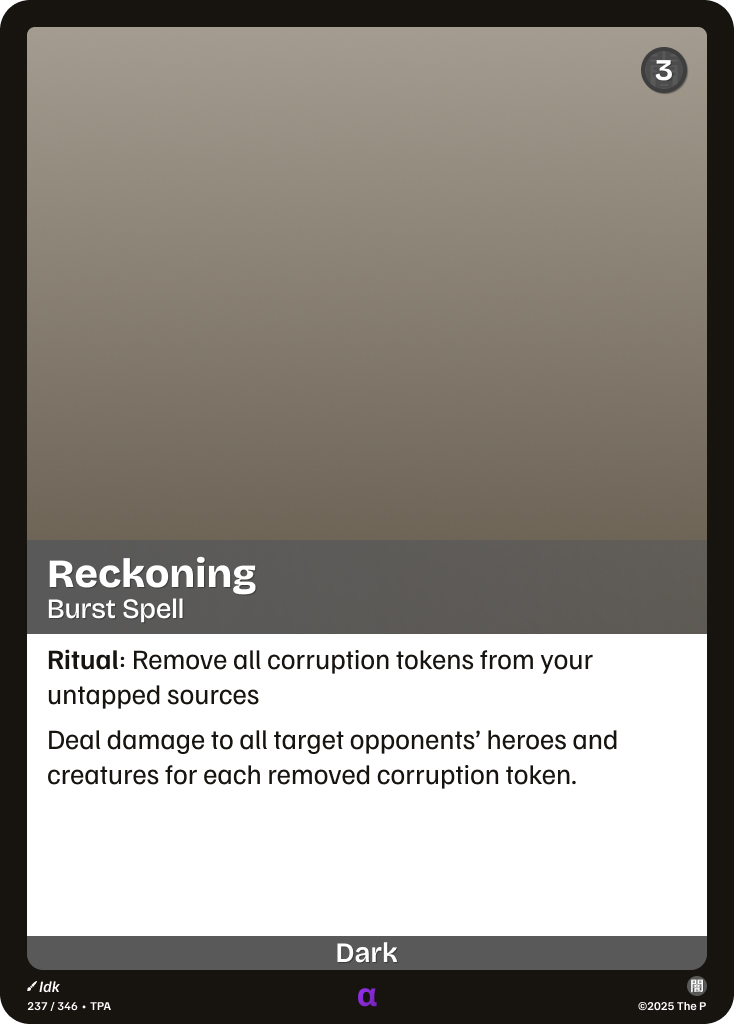 3
Reckoning
Burst Spell
Ritual: Remove all corruption tokens from your
untapped sources
Deal damage to all target opponents’ heroes and
creatures for each removed corruption token.
Dark
Idk
237 / 346 • TPA
α
闇
©2025 The P